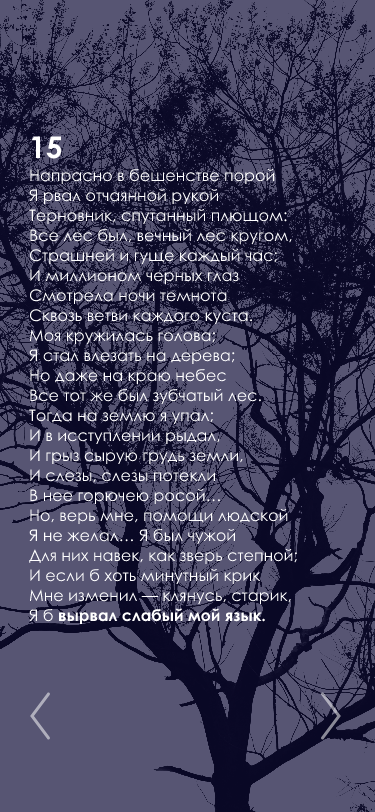 15
Напрасно в бешенстве порой
Я рвал отчаянной рукой
Терновник, спутанный плющом:
Все лес был, вечный лес кругом,
Страшней и гуще каждый час;
И миллионом черных глаз
Смотрела ночи темнота
Сквозь ветви каждого куста.
Моя кружилась голова;
Я стал влезать на дерева;
Но даже на краю небес
Все тот же был зубчатый лес.
Тогда на землю я упал;
И в исступлении рыдал,
И грыз сырую грудь земли,
И слезы, слезы потекли
В нее горючею росой...
Но, верь мне, помощи людской
Я не желал... Я был чужой
Для них навек, как зверь степной;
И если б хоть минутный крик
Мне изменил — клянусь, старик,
Я б вырвал слабый мой язык.